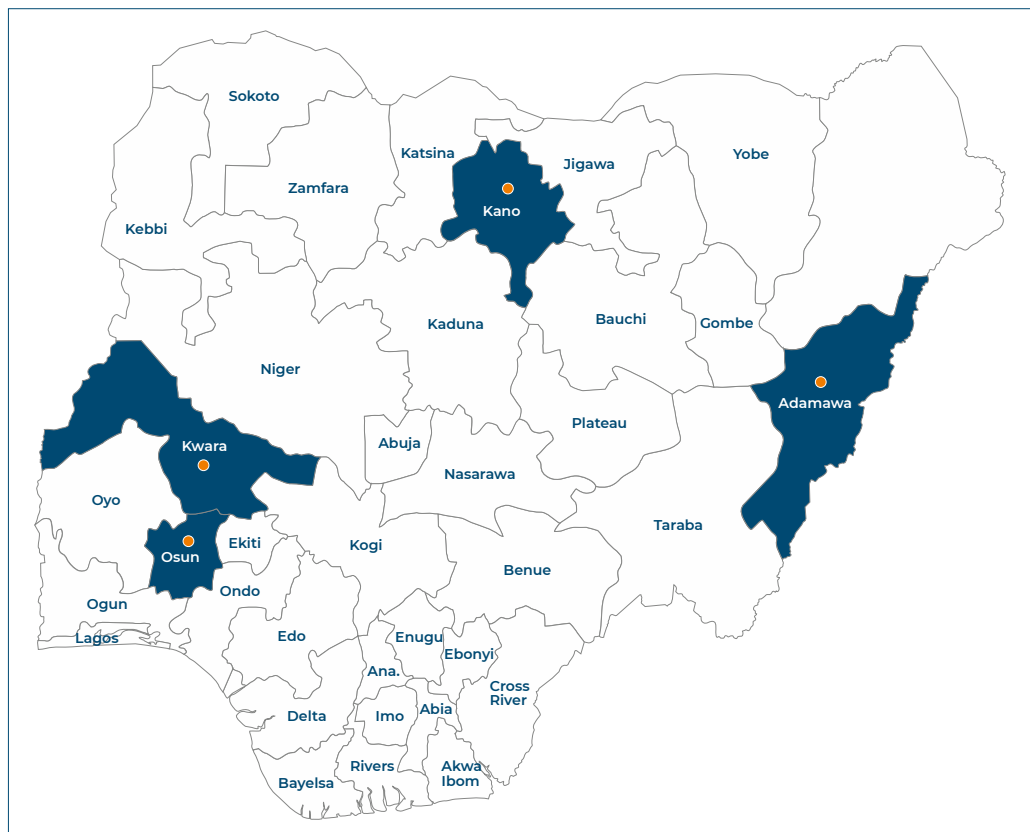 Sokoto
Katsina
Jigawa
Yobe
Zamfara
Kano
Kebbi
Kaduna
Bauchi
Gombe
Niger
Adamawa
Plateau
Abuja
Kwara
Nasarawa
Oyo
Taraba
Ekiti
Kogi
Osun
Benue
Ondo
Ogun
Lagos
Edo
Enugu
Ebonyi
Ana.
Cross
River
Abia
Delta
Imo
Rivers
Akwa
Ibom
Bayelsa